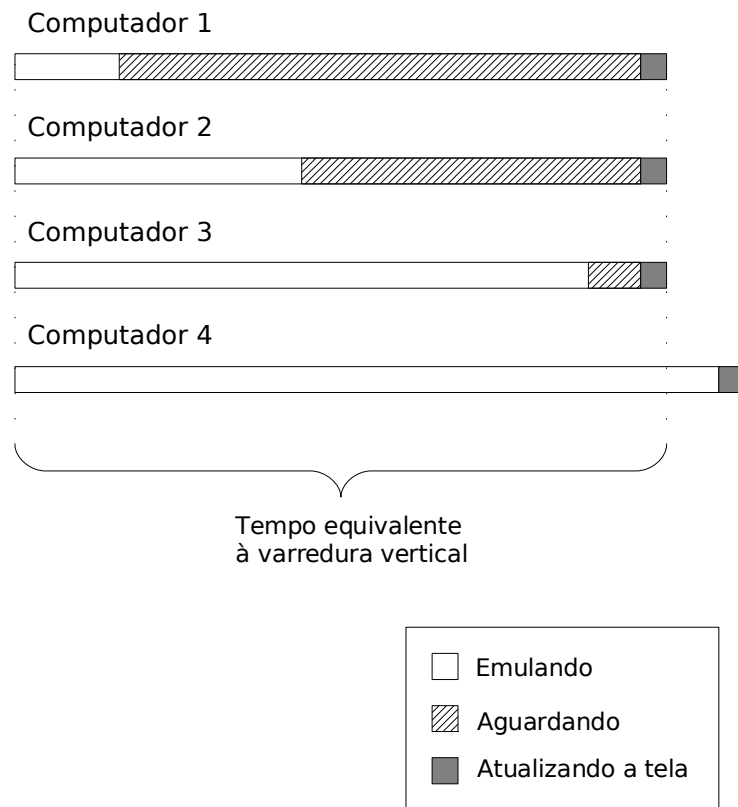 Computador 1
Computador 2
Computador 3
Computador 4
Tempo equivalente
à varredura vertical
Emulando
Aguardando
Atualizando a tela